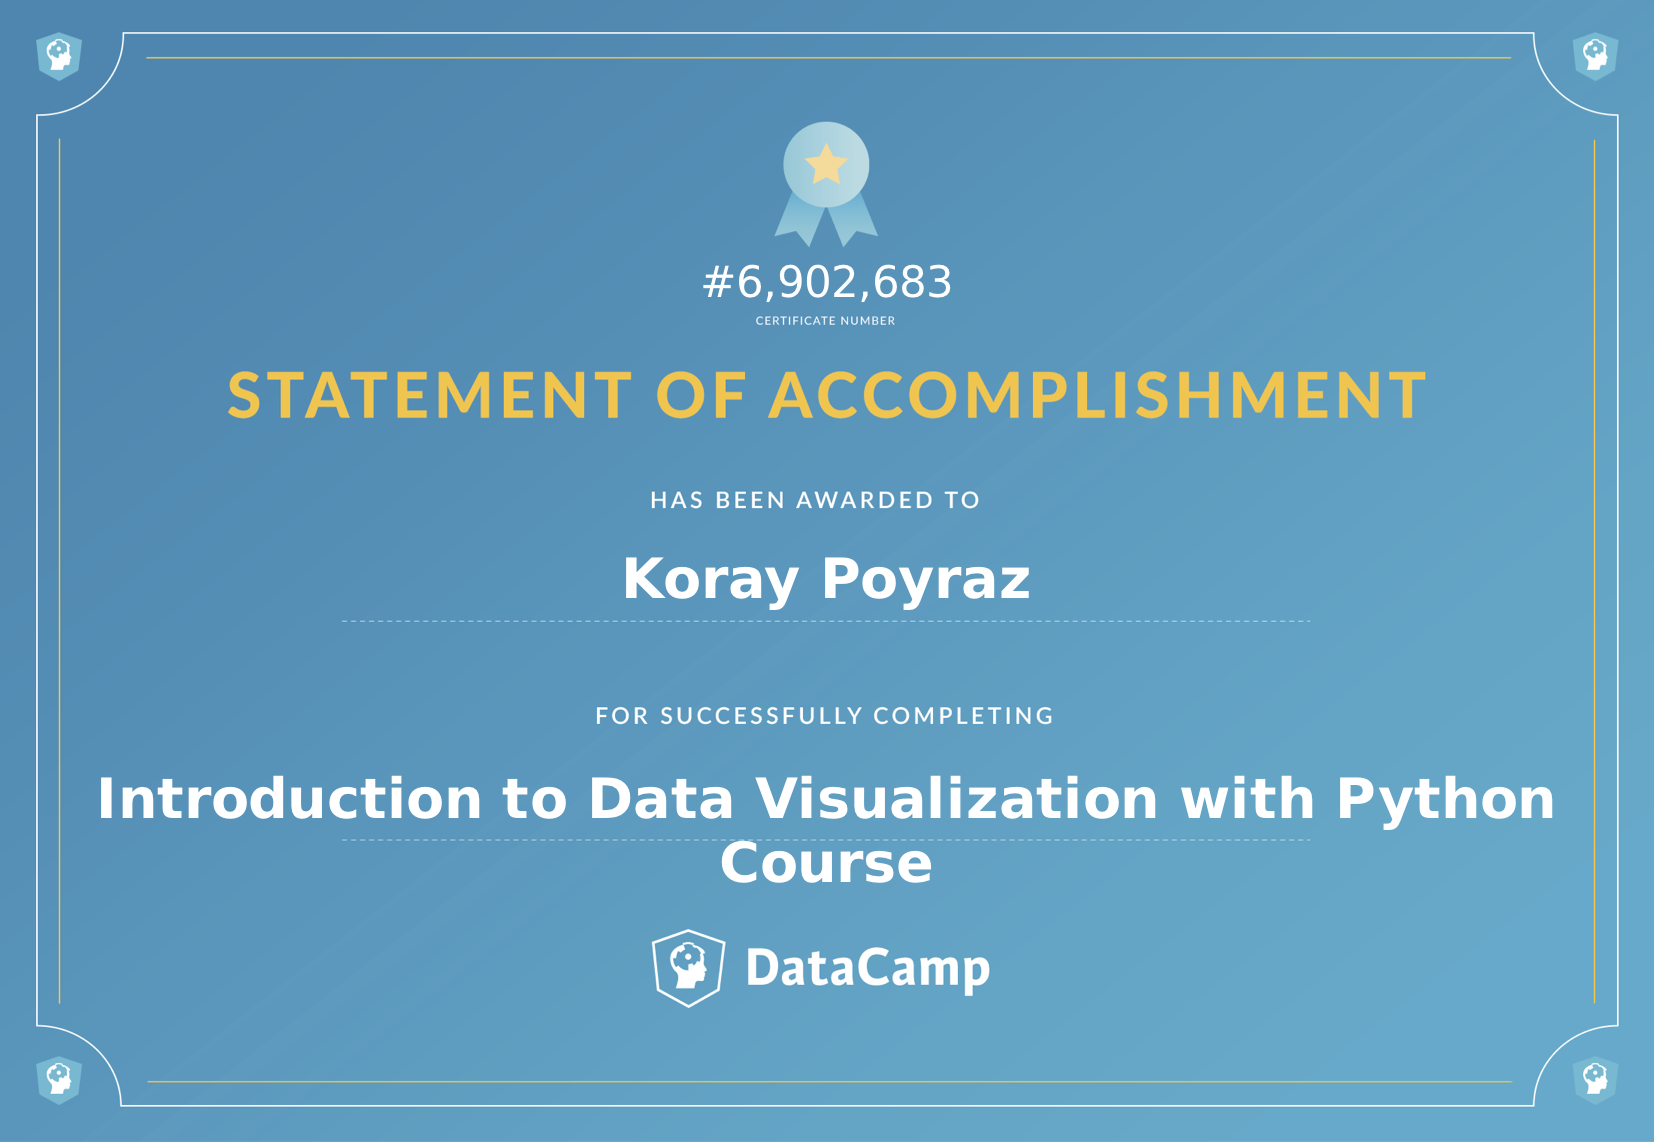 #6,902,683
CERTIFICATE NUMBER
STATEMENT OF ACCOMPLISHMENT
HAS BEEN AWARDED TO
Koray Poyraz
FOR SUCCESSFULLY COMPLETING
Introduction to Data Visualization with Python
Course
DataCamp